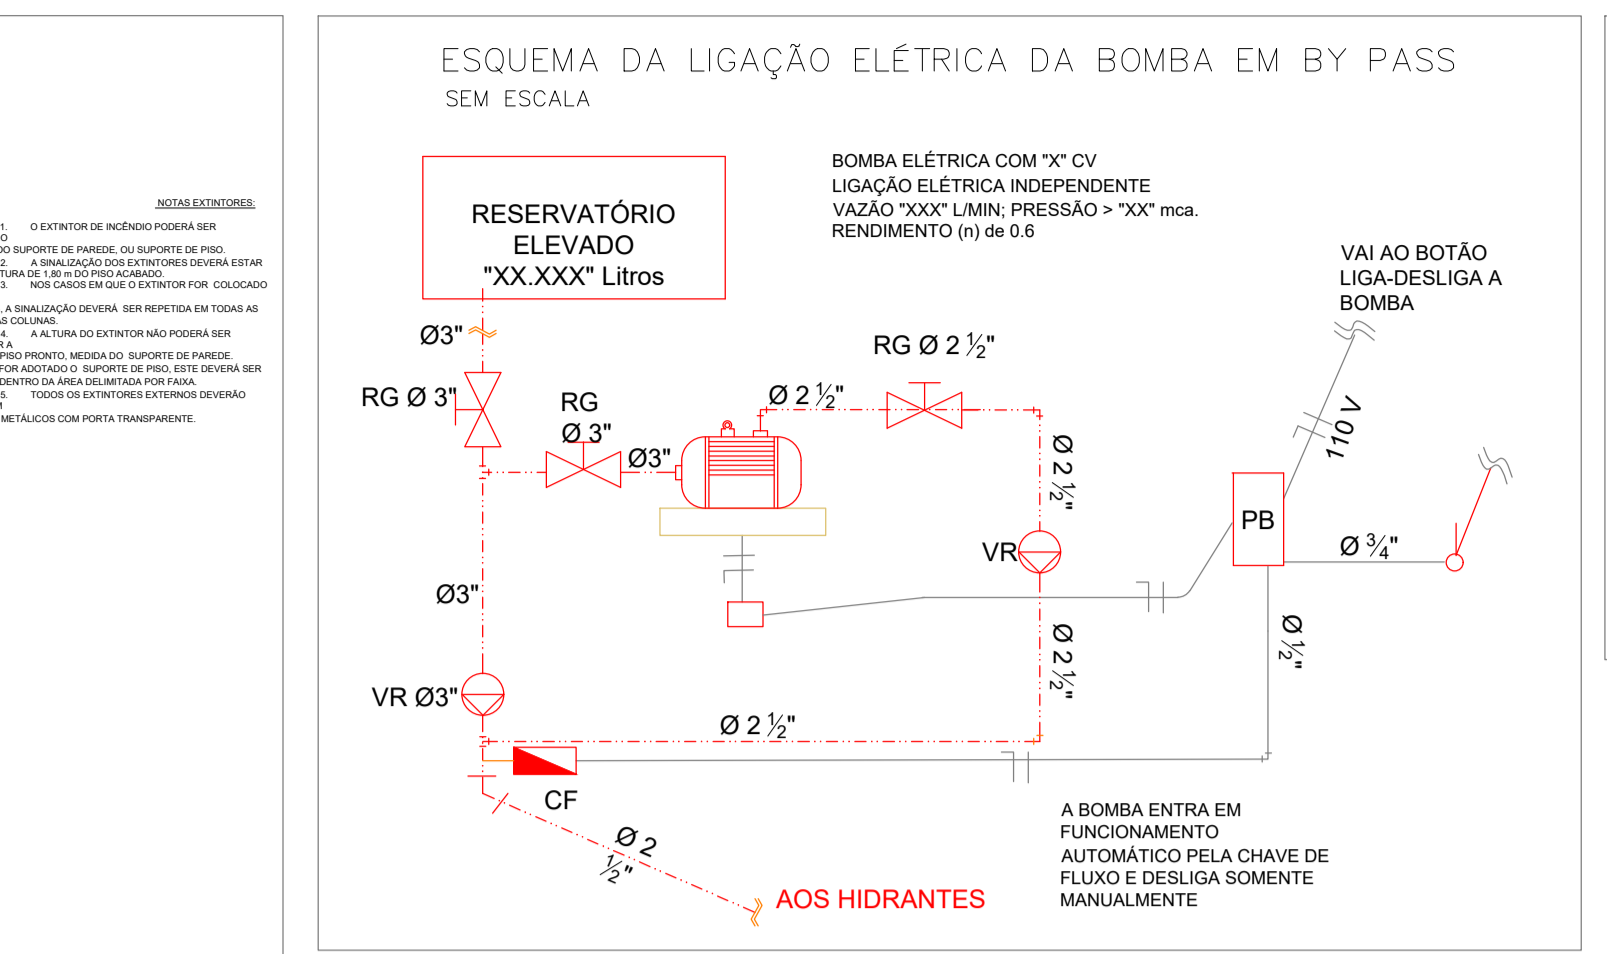 NOTAS EXTINTORES:
1. O EXTINTOR DE INCÊNDIO PODERÁ SER
O
DO SUPORTE DE PAREDE, OU SUPORTE DE PISO.
2. A SINALIZAÇÃO DOS EXTINTORES DEVERÁ ESTAR
TURA DE 1,80 m DO PISO ACABADO.
3. NOS CASOS EM QUE O EXTINTOR FOR COLOCADO
, A SINALIZAÇÃO DEVERÁ SER REPETIDA EM TODAS AS
AS COLUNAS.
4. A ALTURA DO EXTINTOR NÃO PODERÁ SER
R A
PISO PRONTO, MEDIDA DO SUPORTE DE PAREDE.
FOR ADOTADO O SUPORTE DE PISO, ESTE DEVERÁ SER
DENTRO DA ÁREA DELIMITADA POR FAIXA.
5. TODOS OS EXTINTORES EXTERNOS DEVERÃO
METÁLICOS COM PORTA TRANSPARENTE.
ESQUEMA DA LIGAÇÃO ELÉTRICA DA BOMBA EM BY PASS
SEM ESCALA
RESERVATÓRIO
ELEVADO
"XX.XXX" Litros
BOMBA ELÉTRICA COM "X" CV
LIGAÇÃO ELÉTRICA INDEPENDENTE
VAZÃO "XXX" L/MIN; PRESSÃO > "XX" mca.
RENDIMENTO (n) de 0.6
VAI AO BOTÃO
LIGA-DESLIGA A
BOMBA
Ø3"
RG Ø 3"
RG
Ø 3"
Ø3"
Ø 2 ½"
RG Ø 2 ½"
Ø 2 ½"
110 V
PB
Ø ¾"
VR
Ø3"
Ø 2 ½"
Ø ½"
VR Ø3"
Ø 2 ½"
CF
Ø 2
½"
AOS HIDRANTES
A BOMBA ENTRA EM
FUNCIONAMENTO
AUTOMÁTICO PELA CHAVE DE
FLUXO E DESLIGA SOMENTE
MANUALMENTE